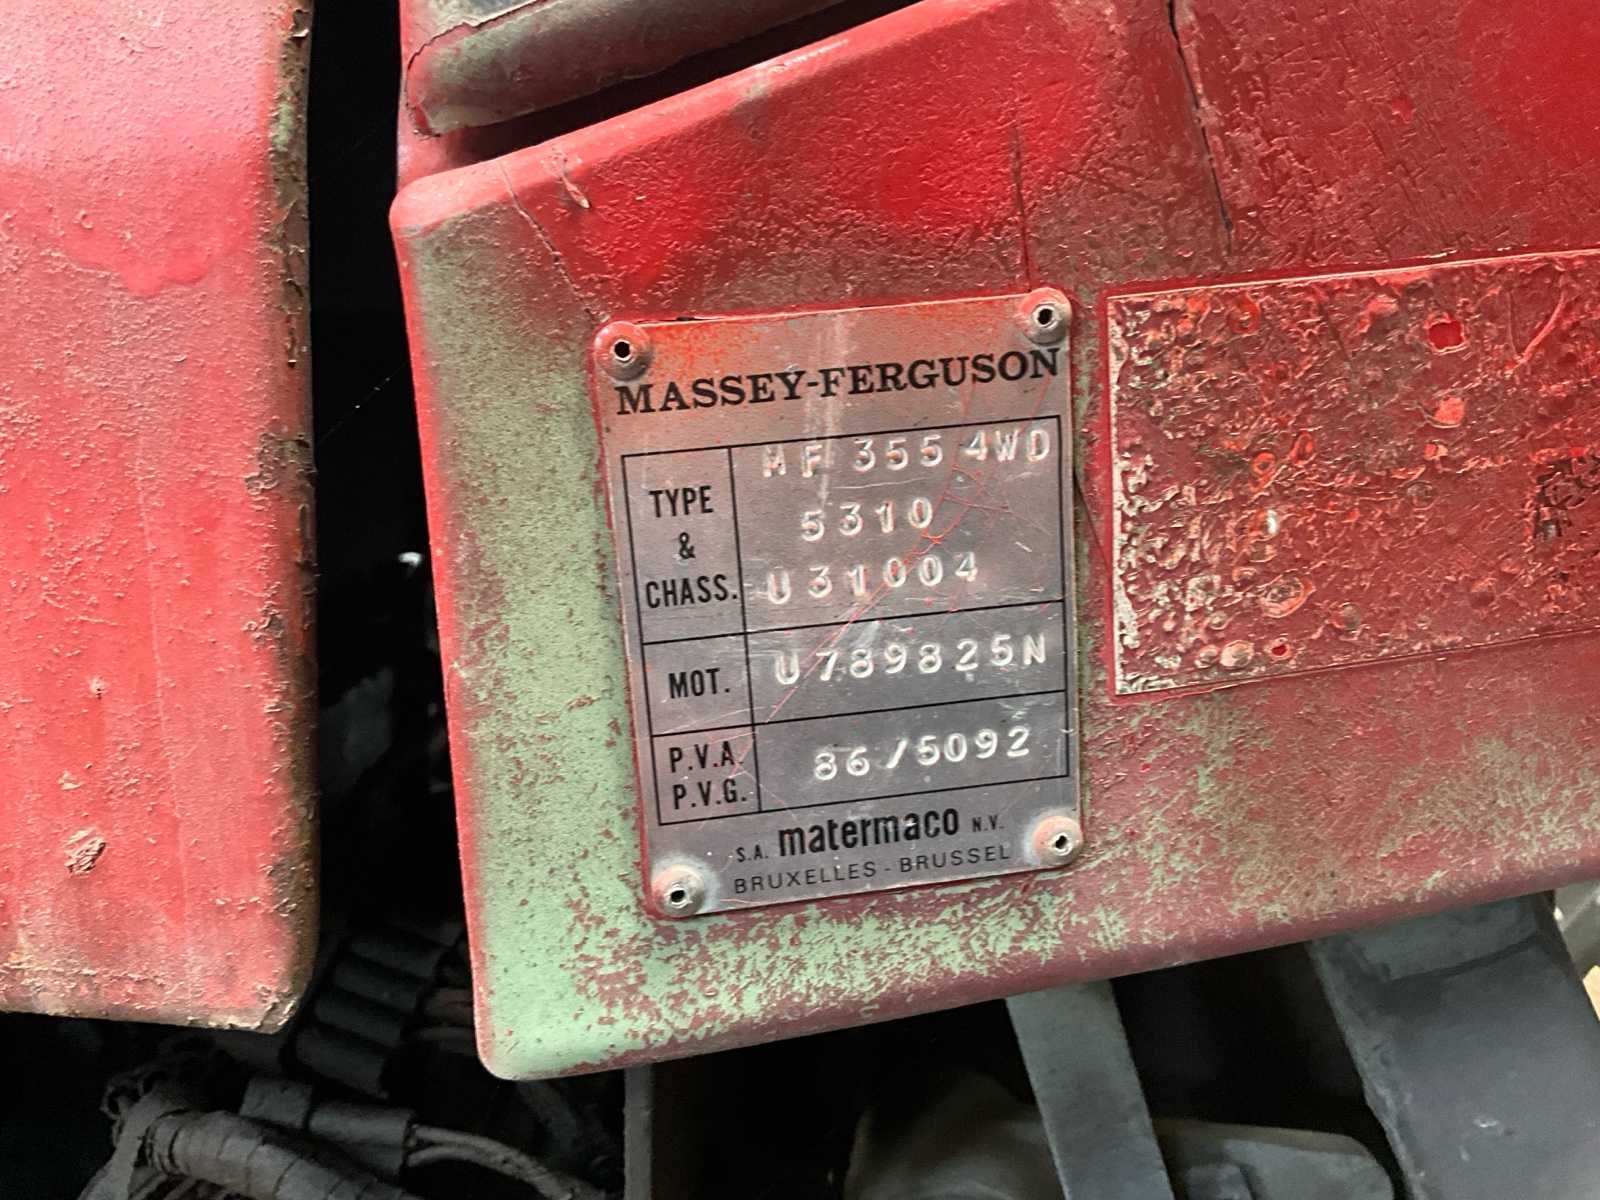 MASSEY-FERGUSON
TYPE & CHASS.
MF 355 4WD
5310
U31004
MOT.
U789825N
P.V.A.
P.V.G.
86/5092
S.A. matermaco N.V.
BRUXELLES - BRUSSEL